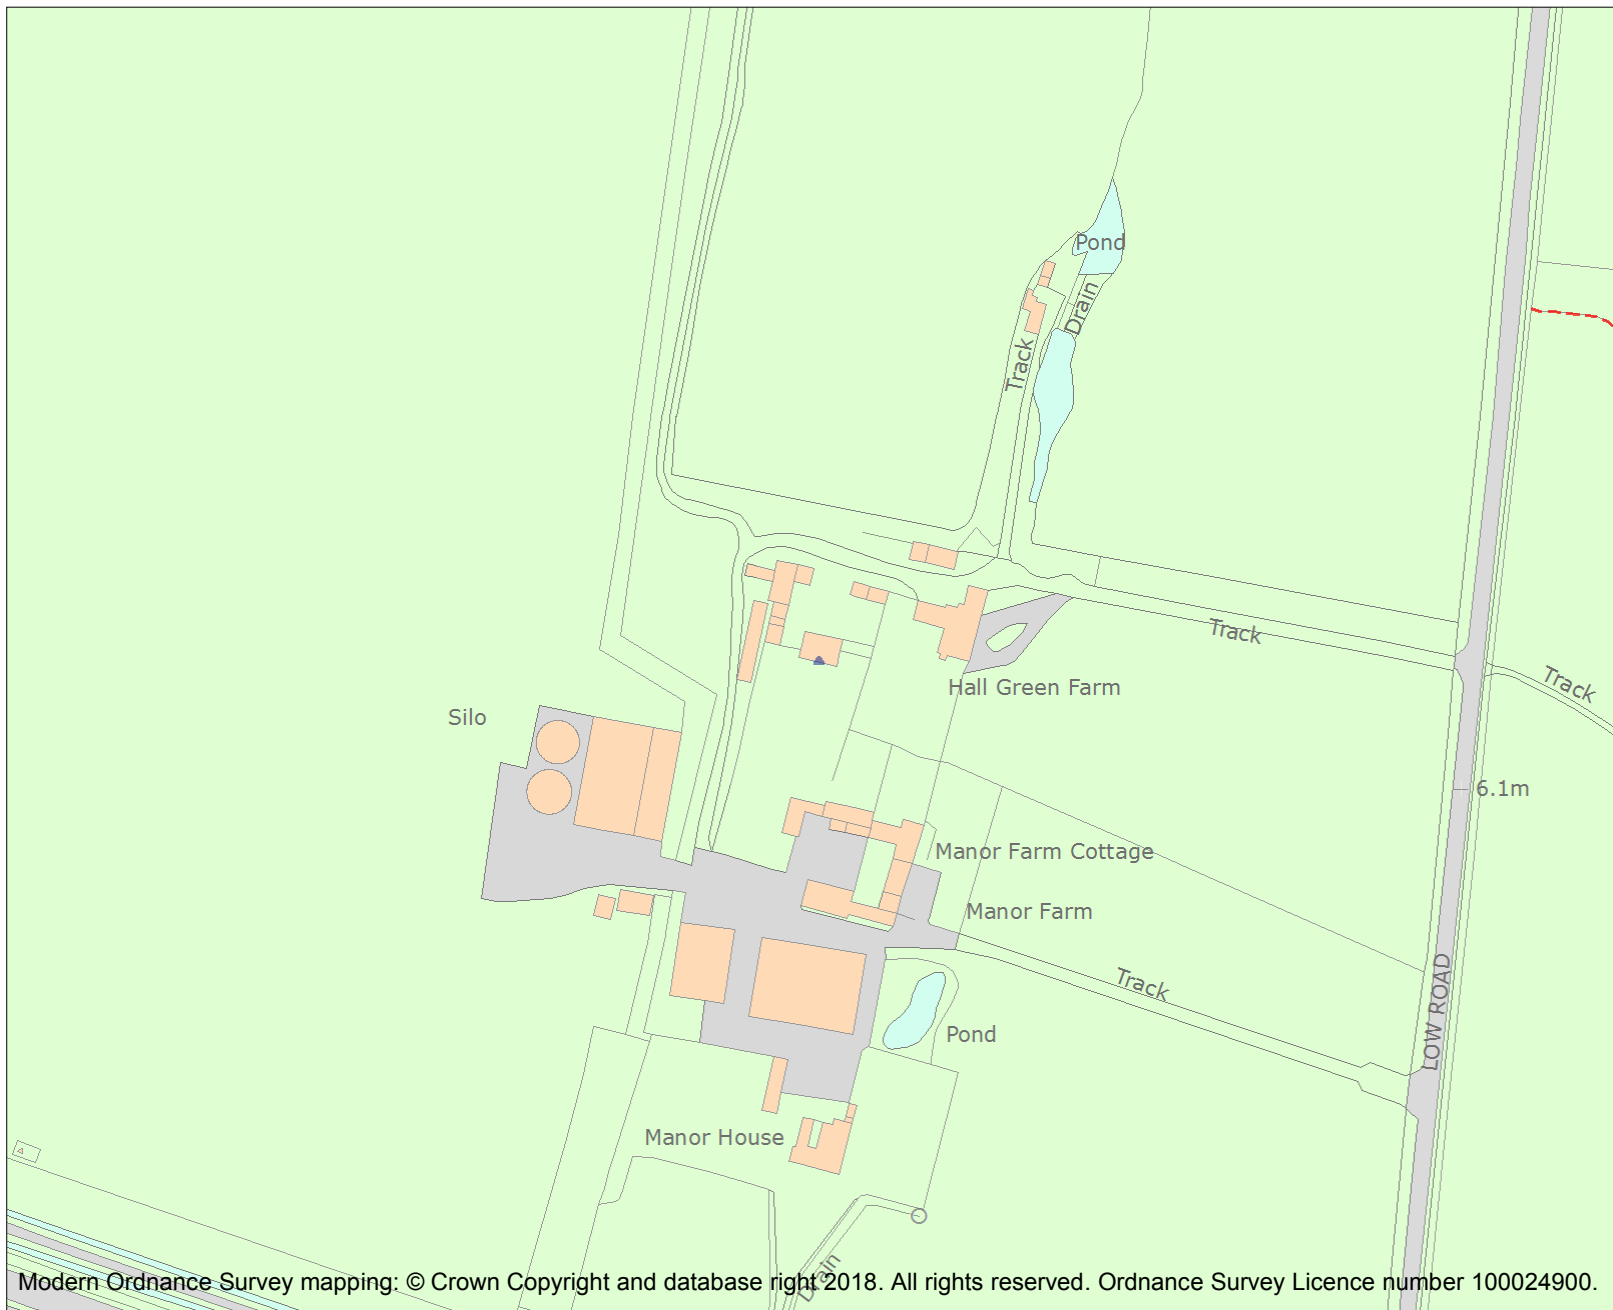 Pond
Drain
Track
Track
Track
Hall Green Farm
Silo
6.1m
Manor Farm Cottage
Manor Farm
Track
LOW ROAD
Pond
Manor House
Drain
Modern Ordnance Survey mapping: © Crown Copyright and database right 2018. All rights reserved. Ordnance Survey Licence number 100024900.